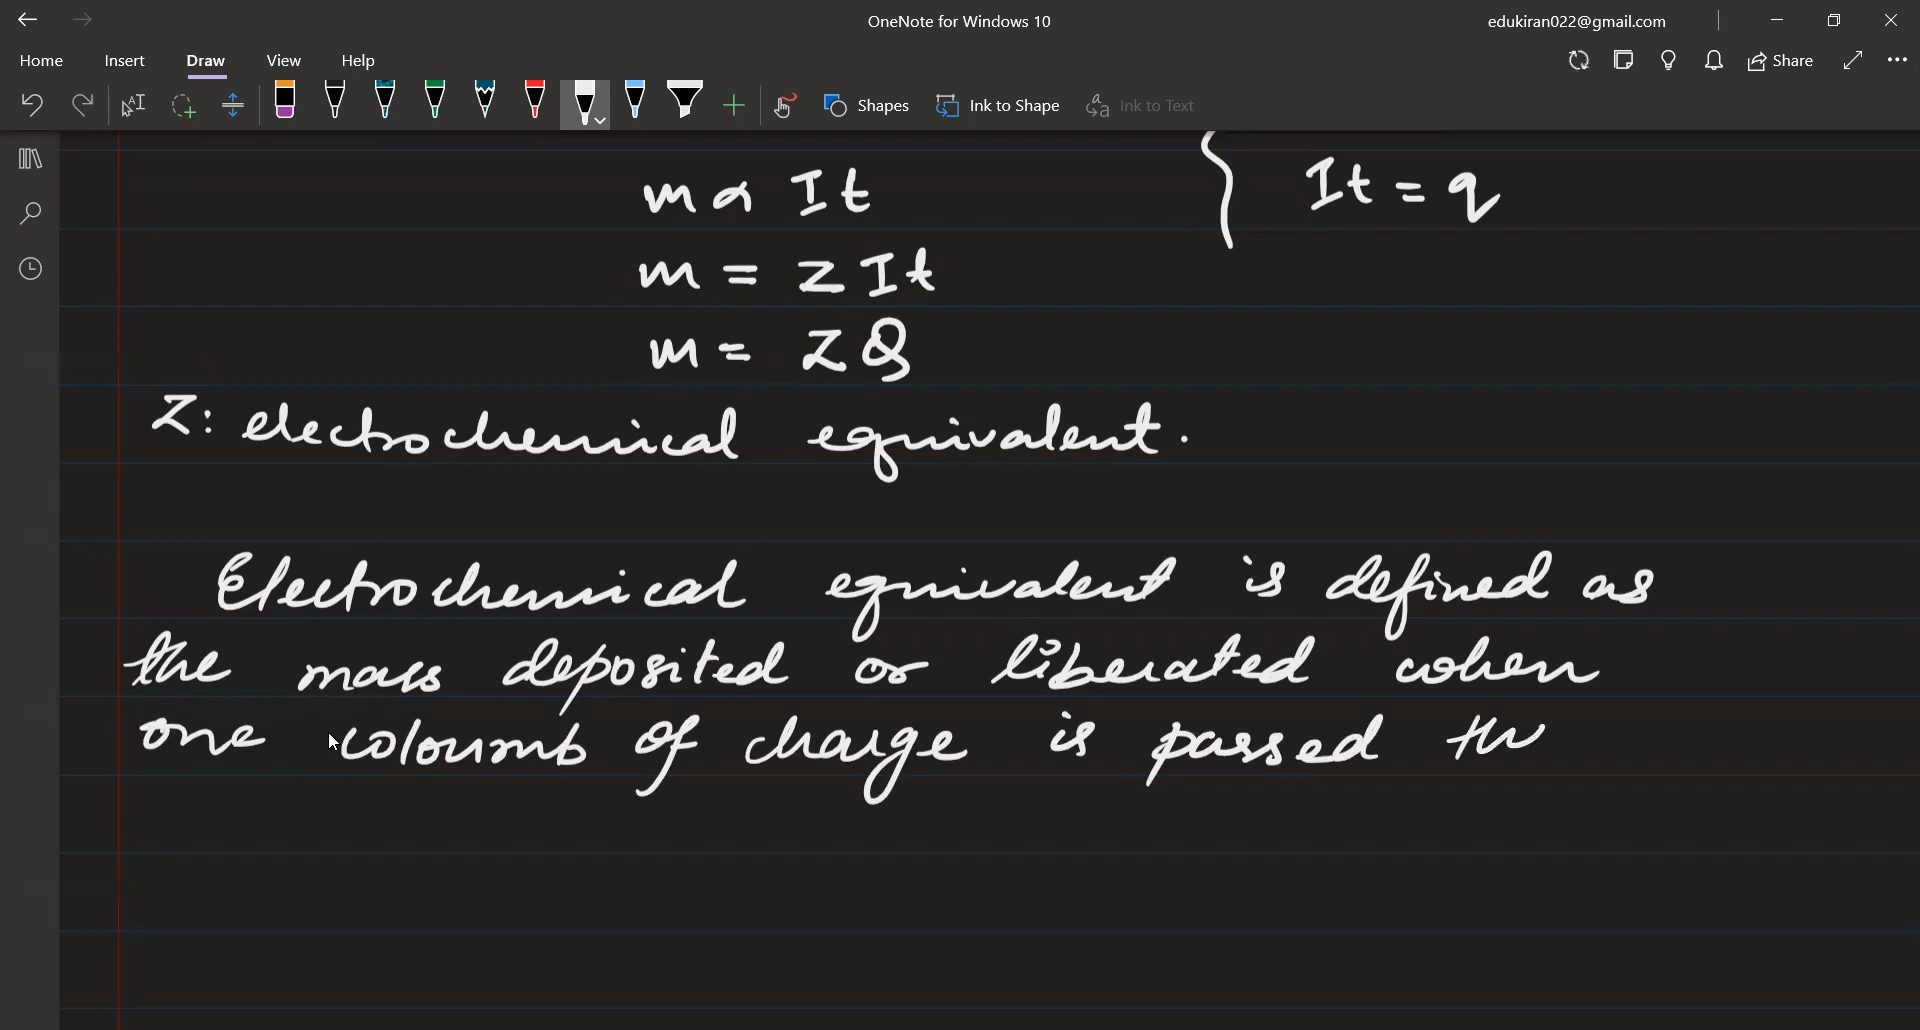 OneNote for Windows 10
edukiran022@gmail.com
Home Insert Draw View Help
Share
Shapes Ink to Shape Ink to Text
m α It
{ It = q
m = ZIt
m = ZQ
Z: electrochemical equivalent.
Electrochemical equivalent is defined as
the mass deposited or liberated when
one coloumb of charge is passed thr